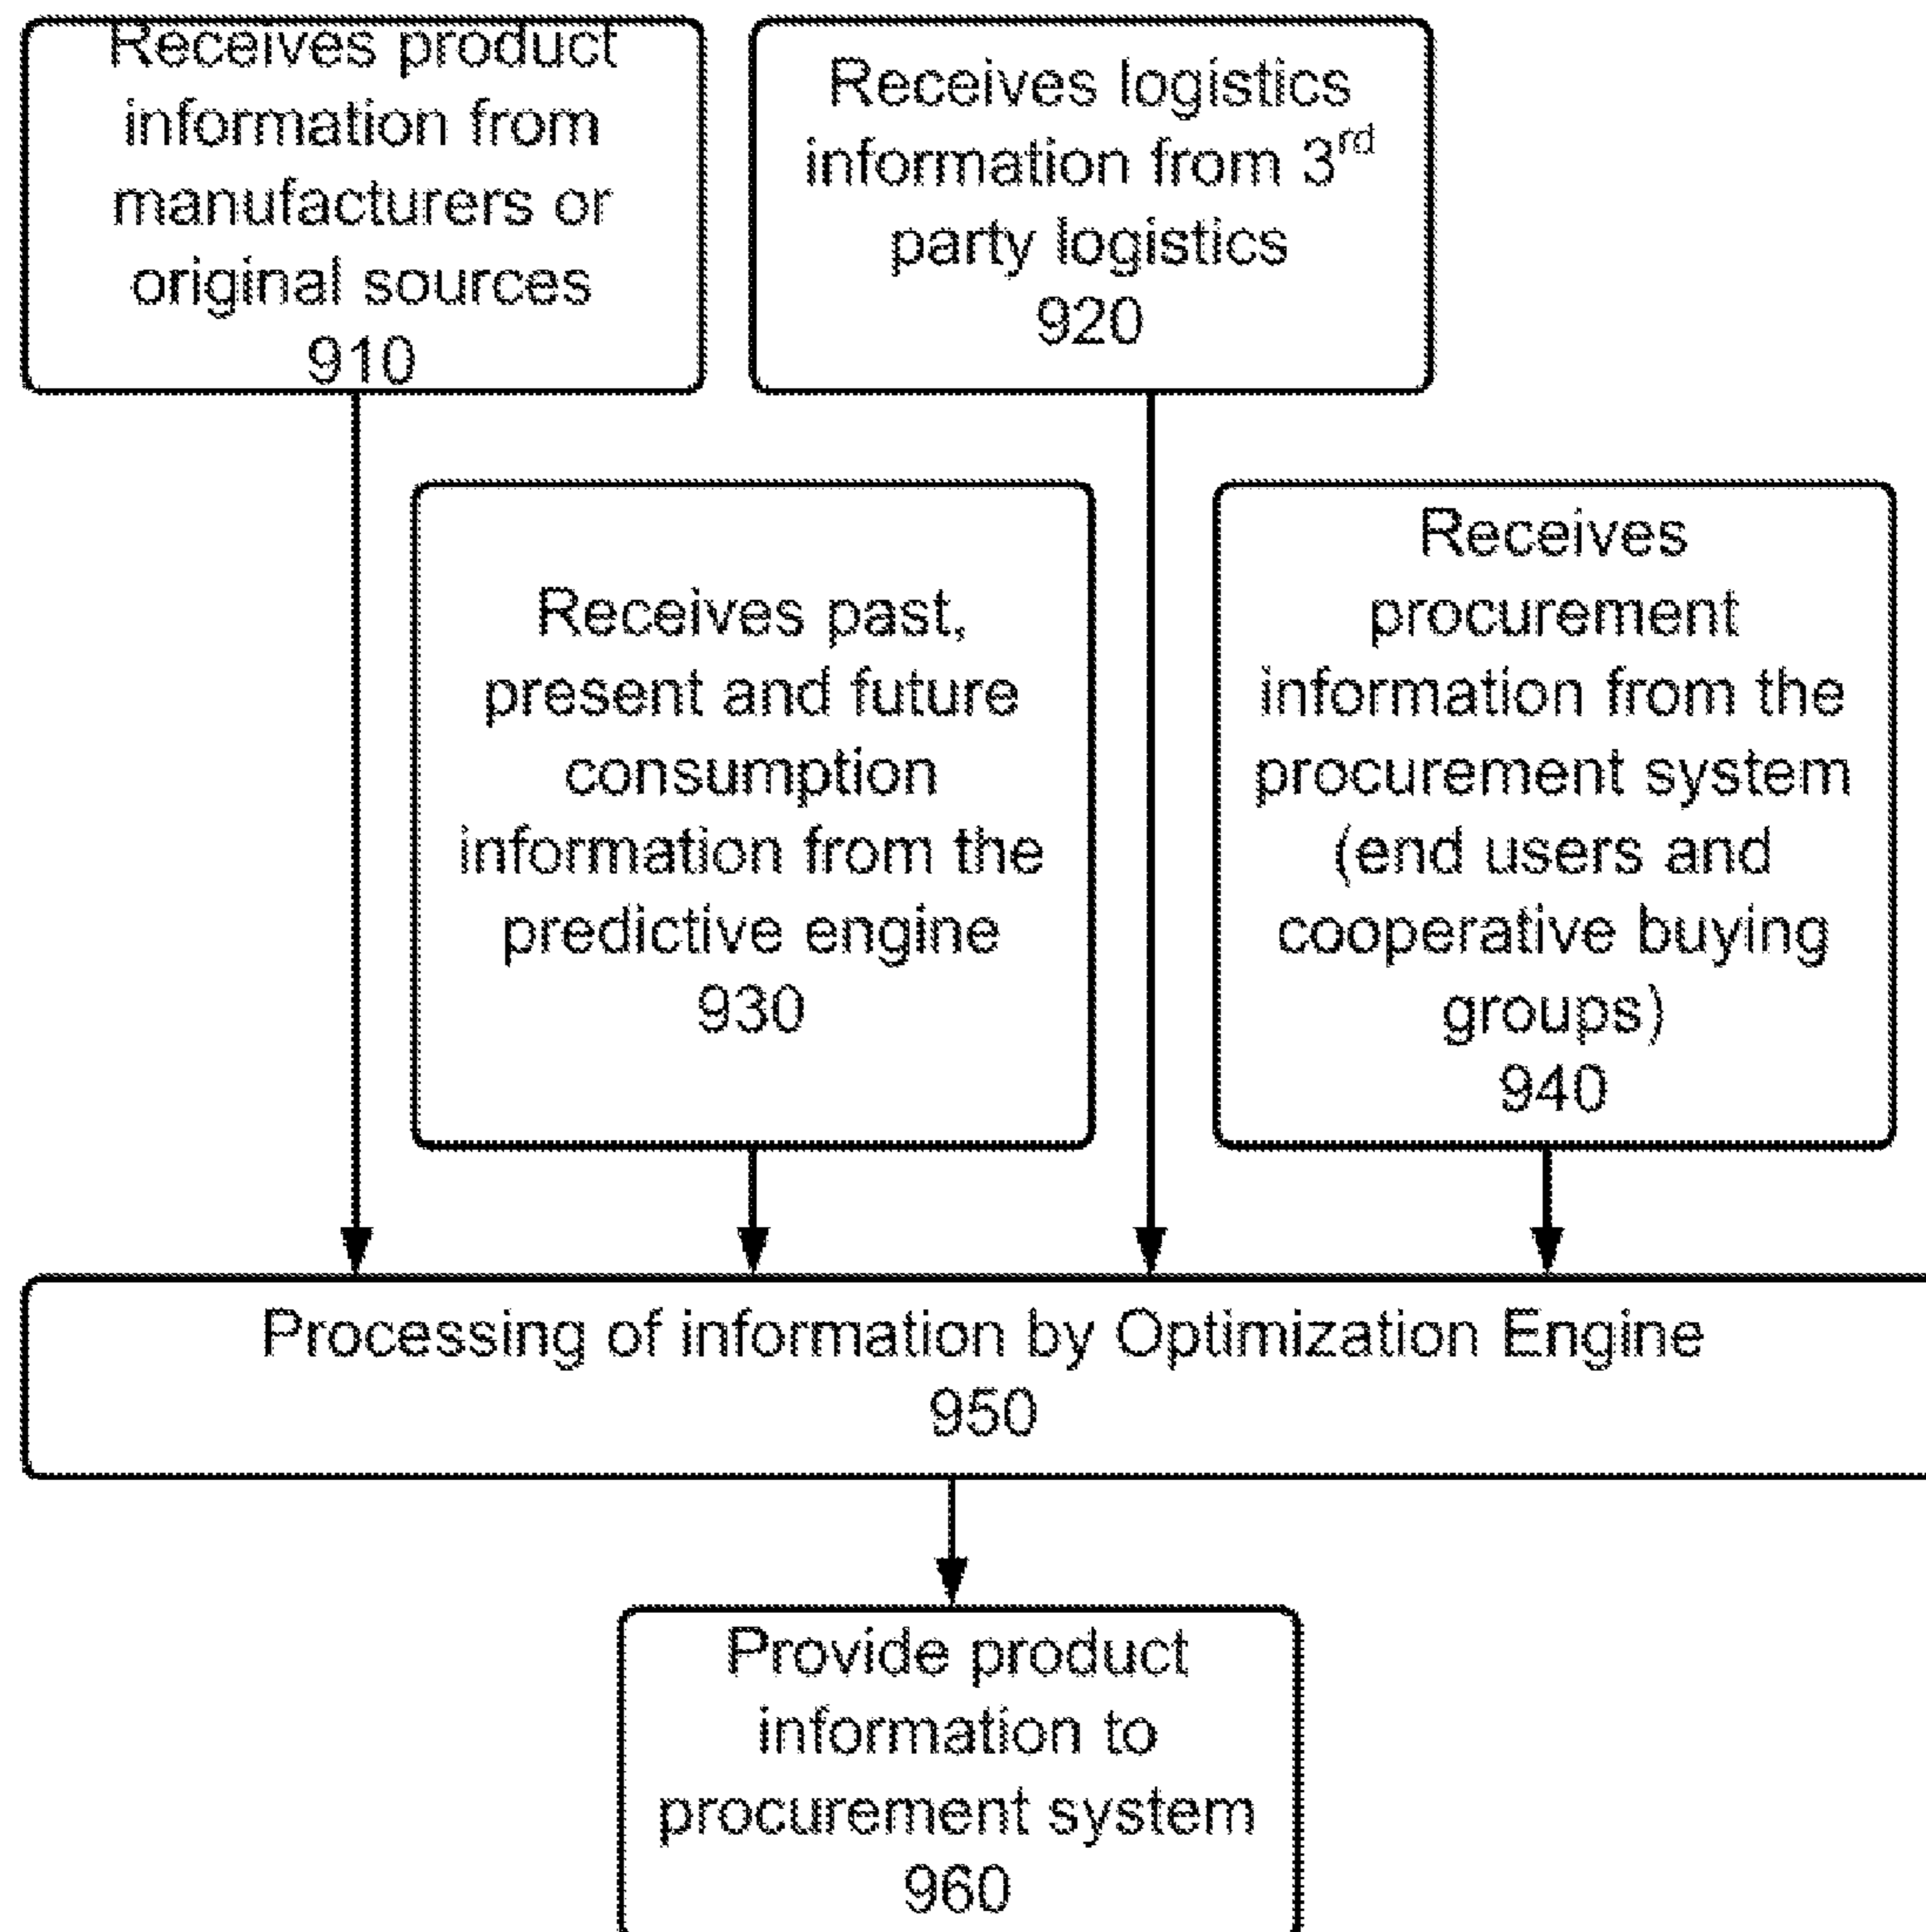 Receives product
information from
manufacturers or
original sources
910
Receives logistics
information from 3rd
party logistics
920
Receives past,
present and future
consumption
information from the
predictive engine
930
Receives
procurement
information from the
procurement system
(end users and
cooperative buying
groups)
940
Processing of information by Optimization Engine
950
Provide product
information to
procurement system
960